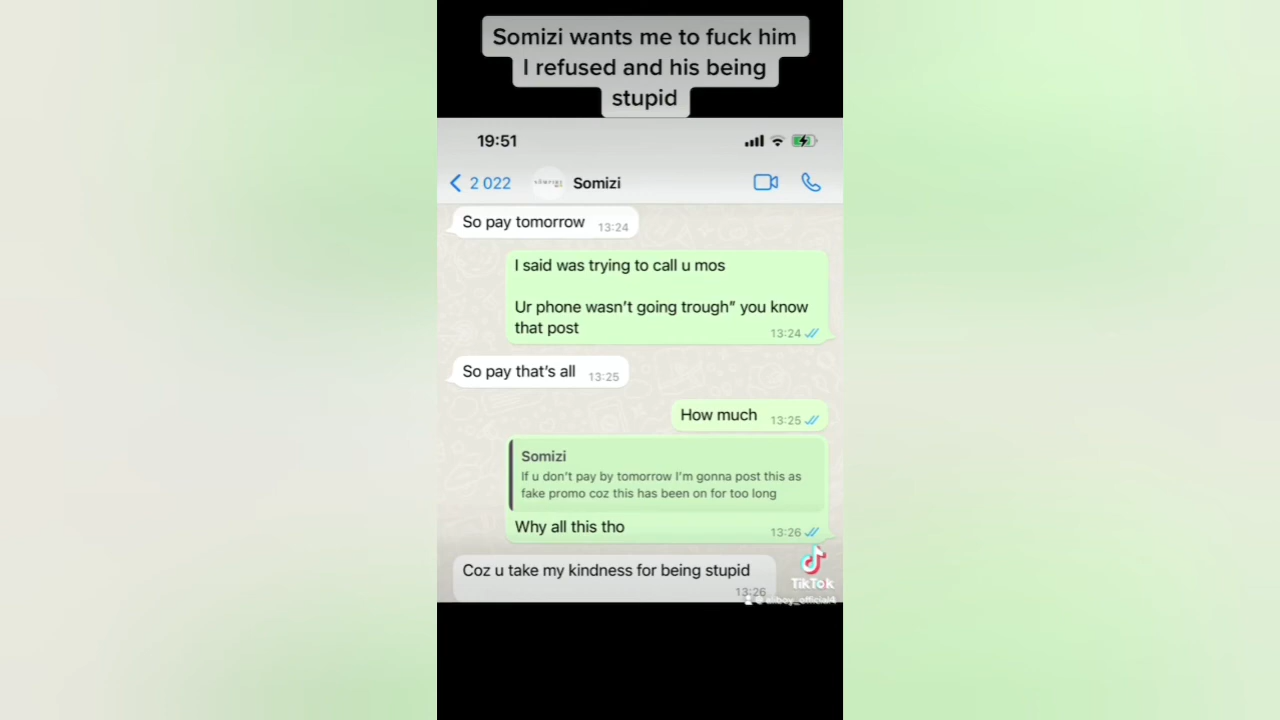 Somizi wants me to fuck him
I refused and his being
stupid
19:51
2 022
Somizi
So pay tomorrow 13:24
I said was trying to call u mos
Ur phone wasn't going trough" you know
that post 13:24
So pay that's all 13:25
How much 13:25
Somizi
If u don't pay by tomorrow I'm gonna post this as
fake promo coz this has been on for too long
Why all this tho 13:26
Coz u take my kindness for being stupid
13:26
TikTok